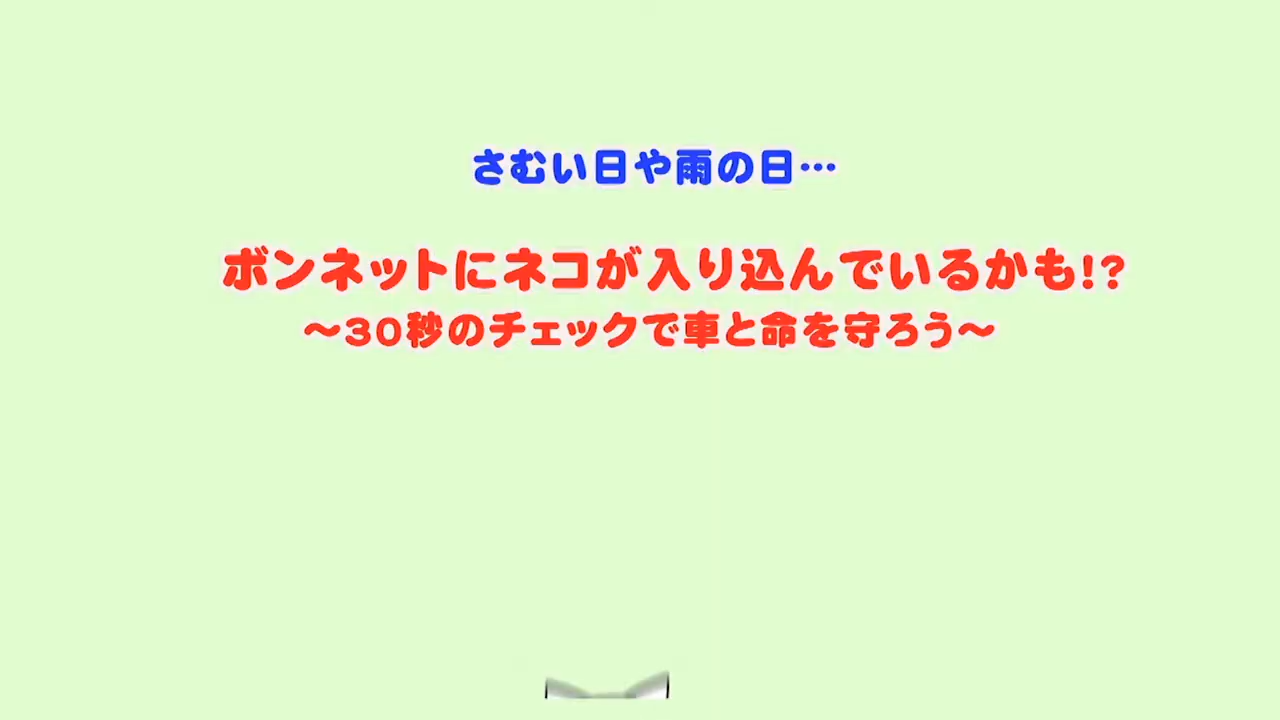 さむい日や雨の日…
ボンネットにネコが入り込んでいるかも!?
～30秒のチェックで車と命を守ろう～